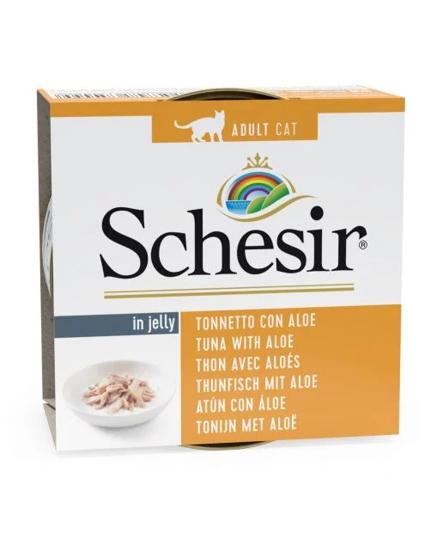 ADULT CAT
Schesir®
in jelly
TONNETTO CON ALOE
TUNA WITH ALOE
THON AVEC ALOÉS
THUNFISCH MIT ALOE
ATÚN CON ÁLOE
TONIJN MET ALOË